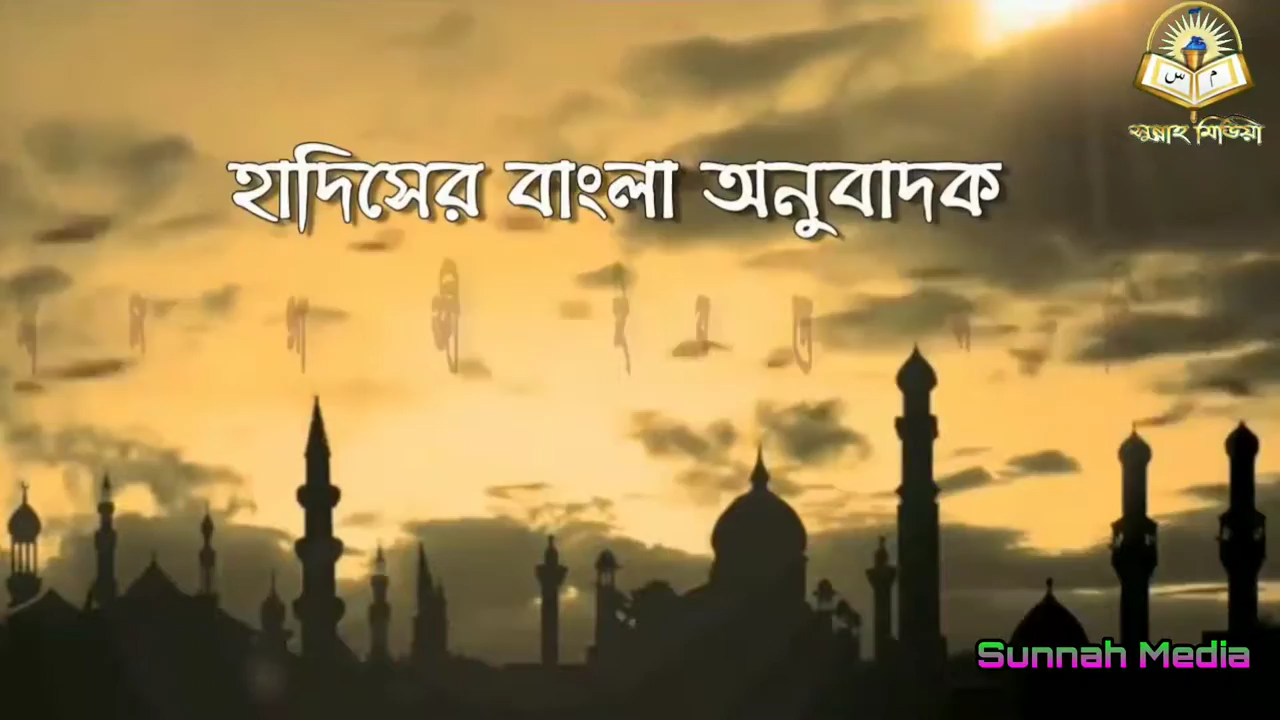 হাদিসের বাংলা অনুবাদক
س م
সুন্নাহ মিডিয়া
Sunnah Media